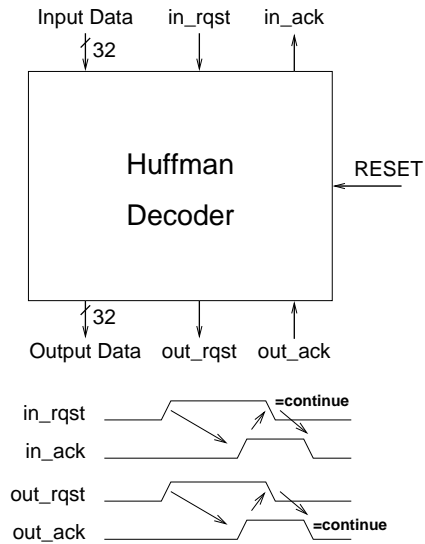 Input Data in_rqst in_ack
32
Huffman
Decoder
RESET
32
Output Data out_rqst out_ack
in_rqst =continue
in_ack
out_rqst
out_ack =continue